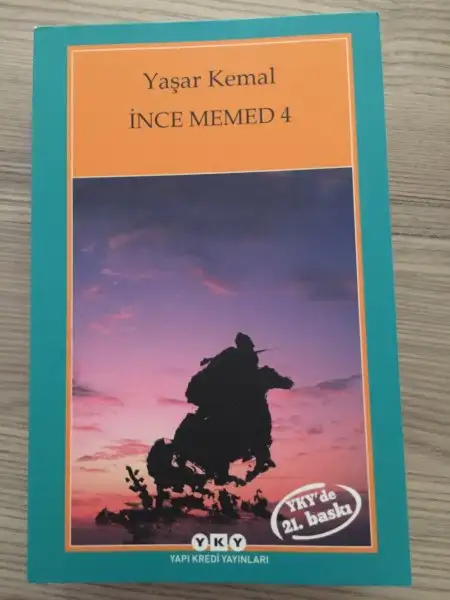 Yaşar Kemal
İNCE MEMED 4
YKY'de
21. baskı
YKY
YAPI KREDİ YAYINLARI